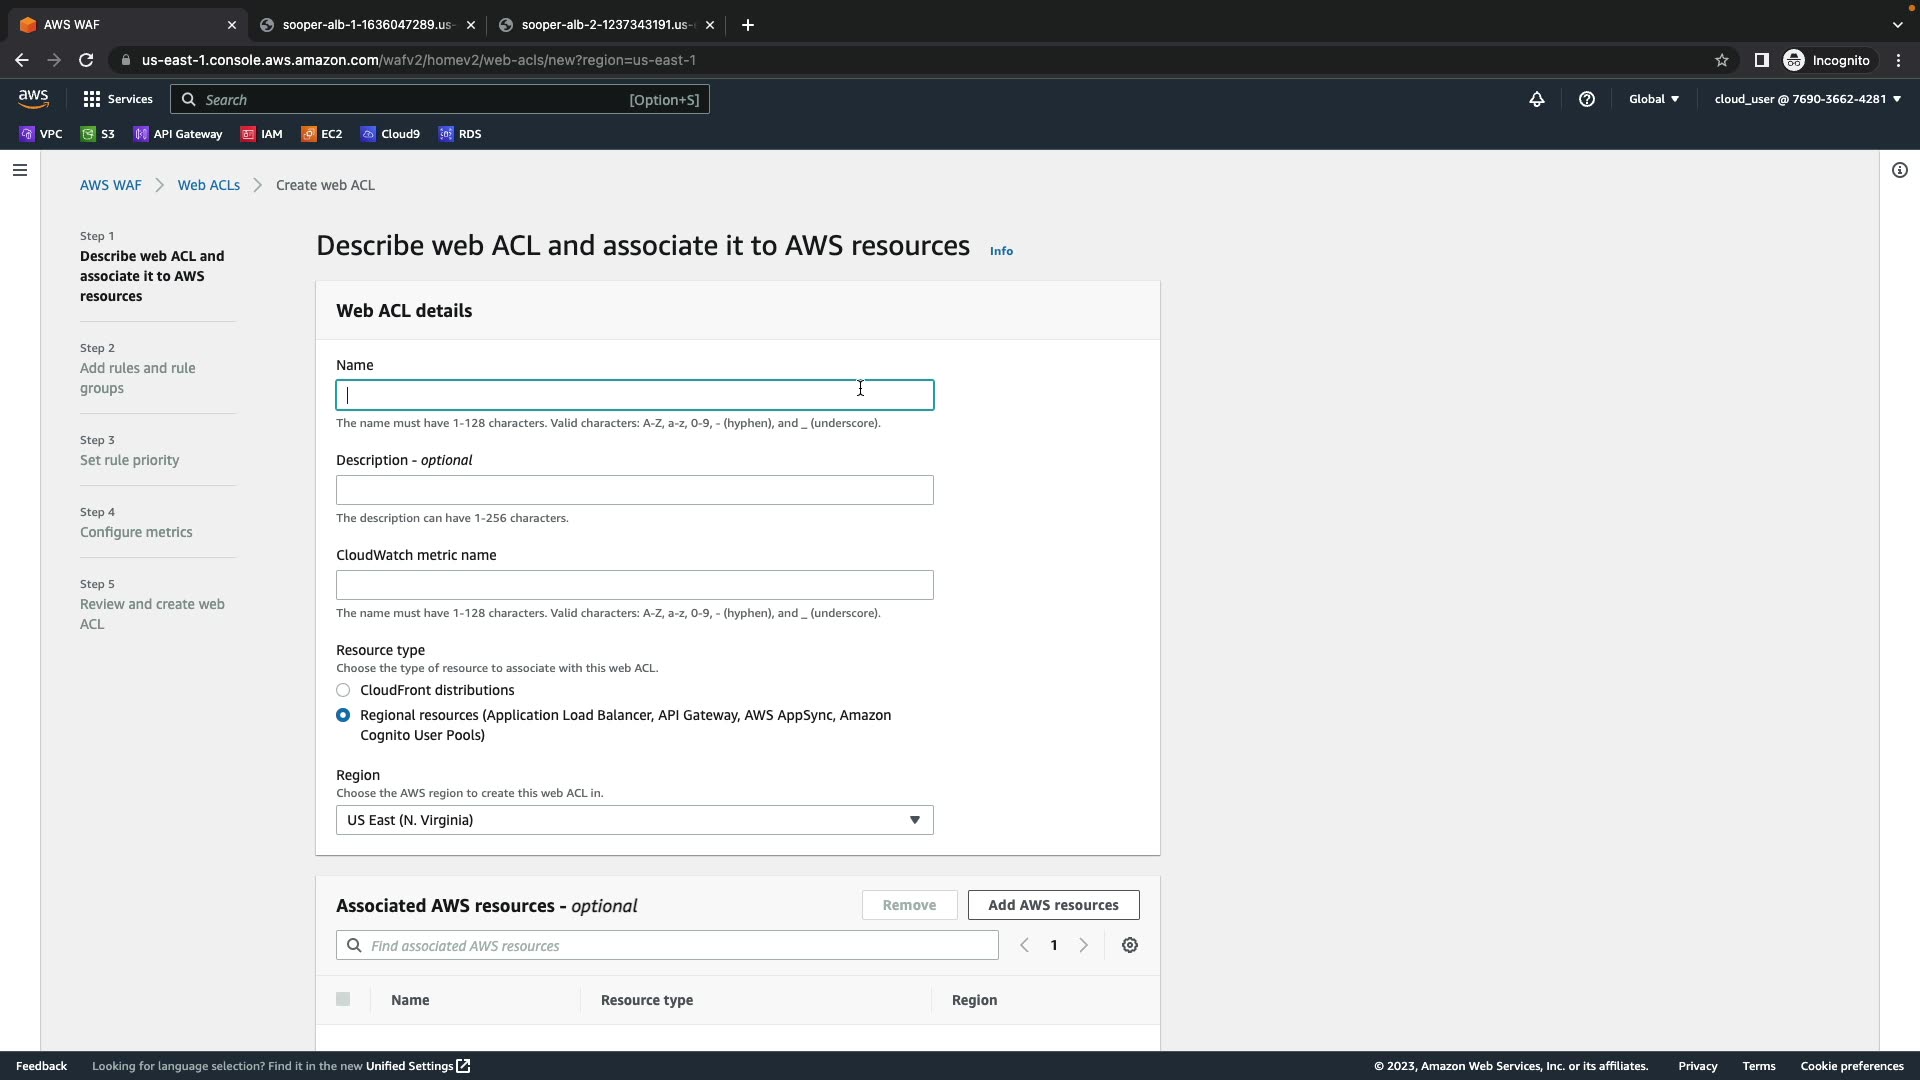 AWS WAF
sooper-alb-1-1636047289.us-
sooper-alb-2-1237343191.us-
us-east-1.console.aws.amazon.com/wafv2/homev2/web-acls/new?region=us-east-1
Incognito
aws
Services
Search
[Option+S]
Global
cloud_user @ 7690-3662-4281
VPC
S3
API Gateway
IAM
EC2
Cloud9
RDS
AWS WAF
Web ACLs
Create web ACL
Step 1
Describe web ACL and
associate it to AWS
resources
Step 2
Add rules and rule
groups
Step 3
Set rule priority
Step 4
Configure metrics
Step 5
Review and create web
ACL
Describe web ACL and associate it to AWS resources
Info
Web ACL details
Name
The name must have 1-128 characters. Valid characters: A-Z, a-z, 0-9, - (hyphen), and _ (underscore).
Description - optional
The description can have 1-256 characters.
CloudWatch metric name
The name must have 1-128 characters. Valid characters: A-Z, a-z, 0-9, - (hyphen), and _ (underscore).
Resource type
Choose the type of resource to associate with this web ACL.
CloudFront distributions
Regional resources (Application Load Balancer, API Gateway, AWS AppSync, Amazon
Cognito User Pools)
Region
Choose the AWS region to create this web ACL in.
US East (N. Virginia)
Associated AWS resources - optional
Remove
Add AWS resources
Find associated AWS resources
1
Name
Resource type
Region
Feedback
Looking for language selection? Find it in the new Unified Settings
© 2023, Amazon Web Services, Inc. or its affiliates.
Privacy
Terms
Cookie preferences